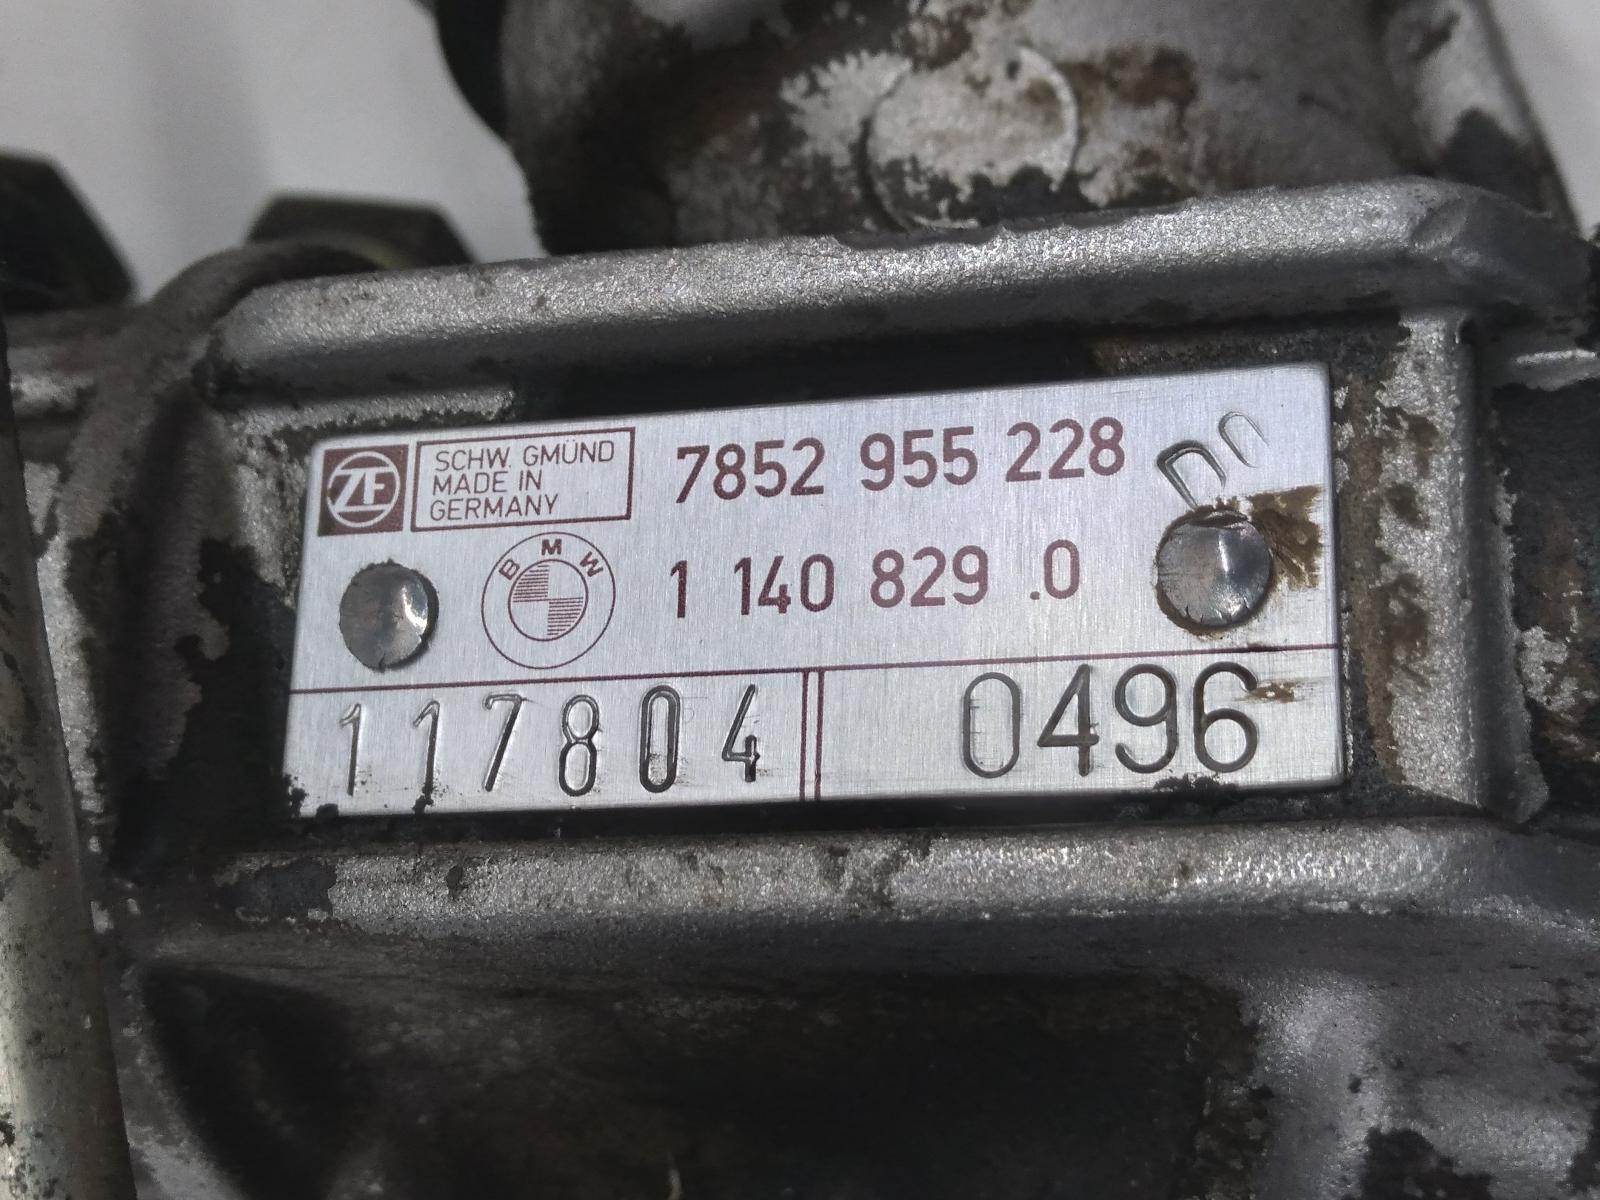 ZF SCHW. GMÜND
MADE IN
GERMANY
7852 955 228
BMW 1 140 829 .0
117804 0496